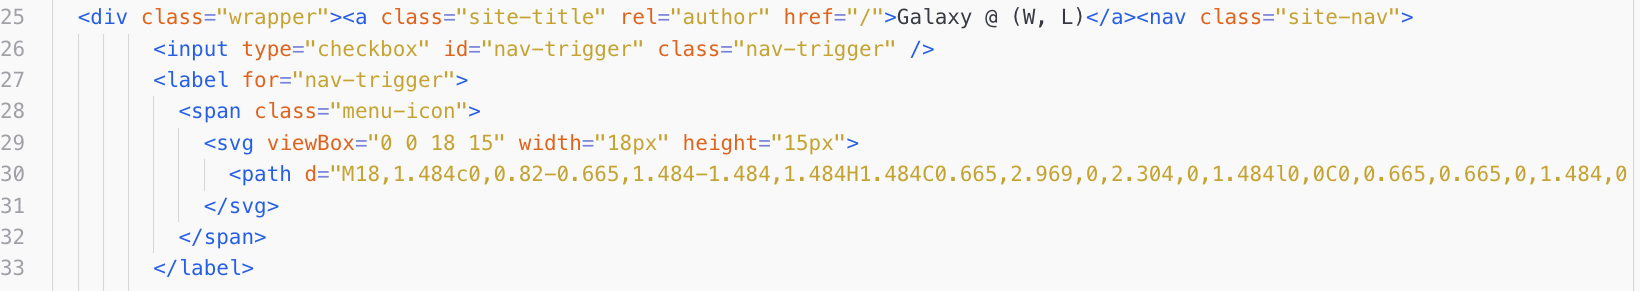 25 <div class="wrapper"><a class="site-title" rel="author" href="/">Galaxy @ (W, L)</a><nav class="site-nav">
26 <input type="checkbox" id="nav-trigger" class="nav-trigger" />
27 <label for="nav-trigger">
28 <span class="menu-icon">
29 <svg viewBox="0 0 18 15" width="18px" height="15px">
30 <path d="M18,1.484c0,0.82-0.665,1.484-1.484,1.484H1.484C0.665,2.969,0,2.304,0,1.484l0,0C0,0.665,0.665,0,1.484,0
31 </svg>
32 </span>
33 </label>